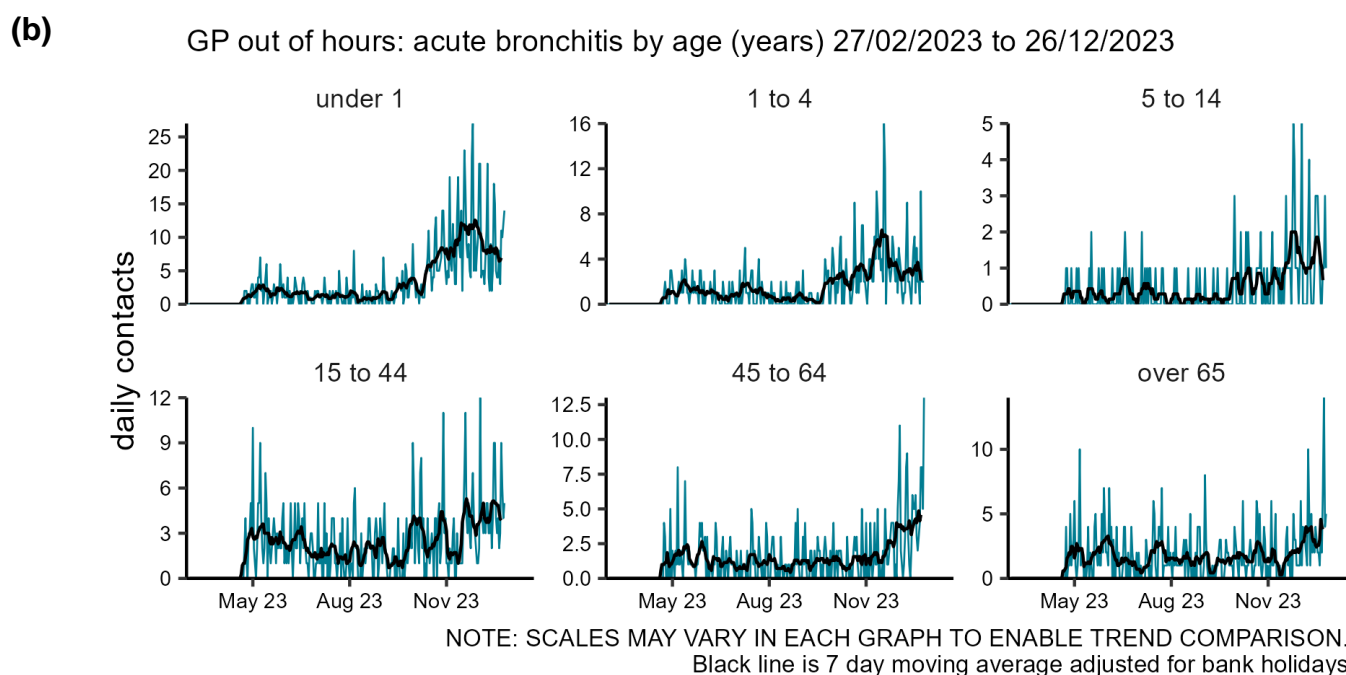 (b)
GP out of hours: acute bronchitis by age (years) 27/02/2023 to 26/12/2023
daily contacts
under 1
25
20
15
10
5
0
1 to 4
16
12
8
4
0
5 to 14
5
4
3
2
1
0
15 to 44
12
9
6
3
0
May 23 Aug 23 Nov 23
45 to 64
12.5
10.0
7.5
5.0
2.5
0.0
May 23 Aug 23 Nov 23
over 65
10
5
0
May 23 Aug 23 Nov 23
NOTE: SCALES MAY VARY IN EACH GRAPH TO ENABLE TREND COMPARISON.
Black line is 7 day moving average adjusted for bank holidays